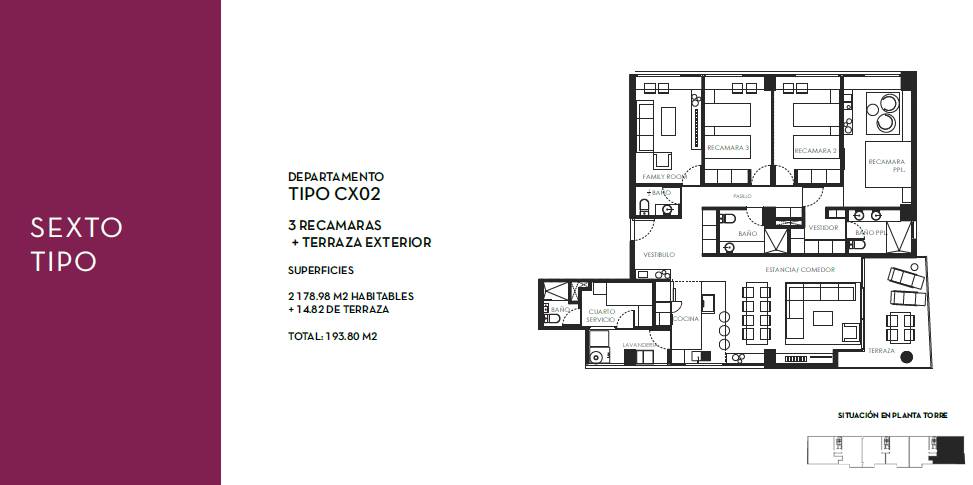 SEXTO
TIPO
DEPARTAMENTO
TIPO CX02
3 RECAMARAS
+ TERRAZA EXTERIOR
SUPERFICIES
2 178.98 M2 HABITABLES
+ 14.82 DE TERRAZA
TOTAL: 193.80 M2
FAMILY ROOM
RECAMARA 3
RECAMARA 2
RECAMARA
PPL.
BAÑO
PASILLO
BAÑO
VESTIDOR
BAÑO PPL.
VESTIBULO
ESTANCIA/ COMEDOR
BAÑO
CUARTO
SERVICIO
COCINA
LAVANDERIA
TERRAZA
SITUACIÓN EN PLANTA TORRE